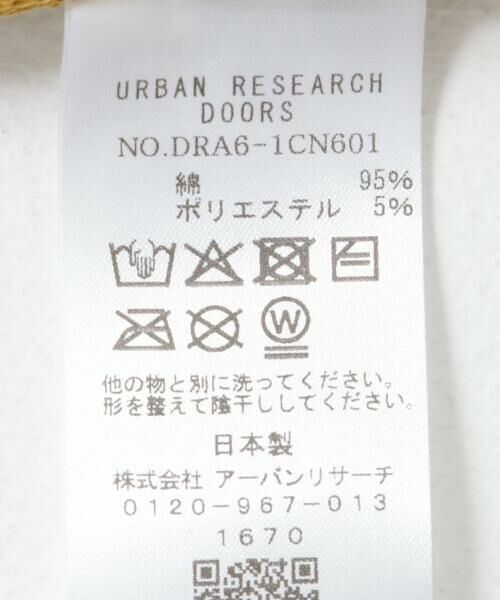 URBAN RESEARCH
DOORS
NO.DRA6-1CN601
綿 95%
ポリエステル 5%
W
他の物と別に洗ってください。
形を整えて陰干ししてください。
日本製
株式会社 アーバンリサーチ
0120-967-013
1670